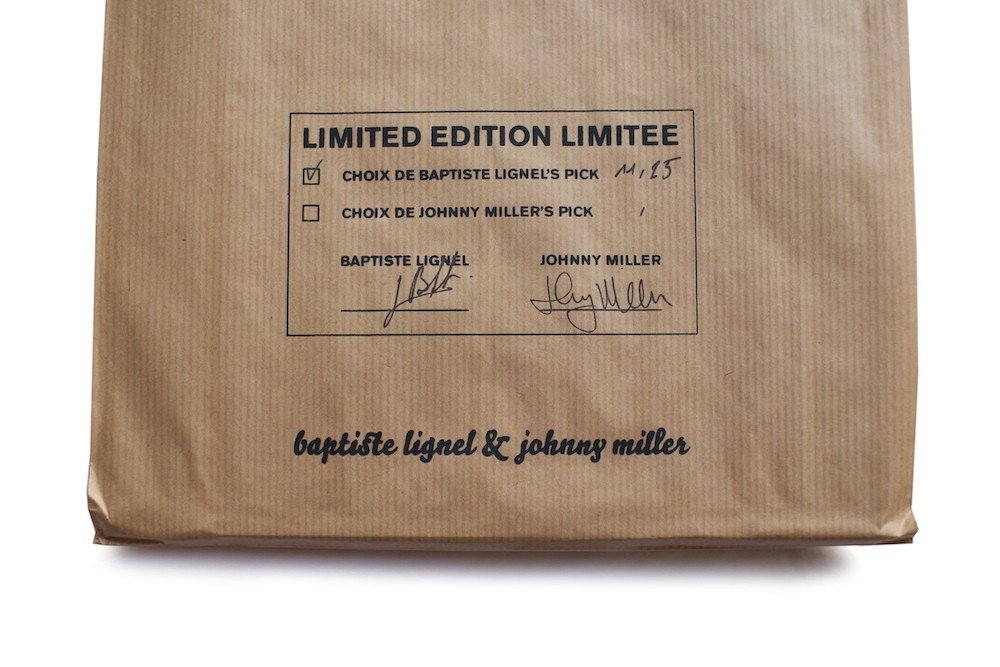 LIMITED EDITION LIMITEE
CHOIX DE BAPTISTE LIGNEL'S PICK 11/25
CHOIX DE JOHNNY MILLER'S PICK /
BAPTISTE LIGNEL JOHNNY MILLER
baptiste lignel & johnny miller